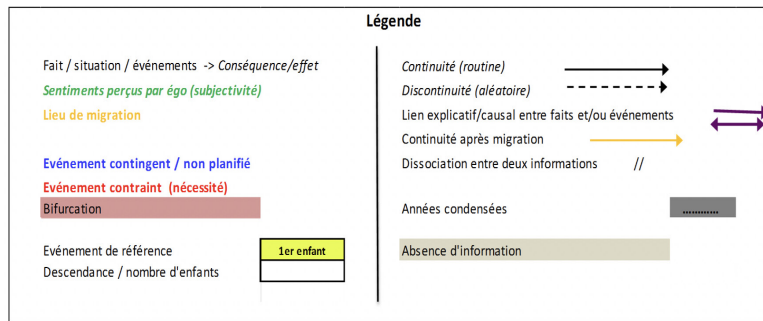 Légende
Fait / situation / événements -> Conséquence/effet
Sentiments perçus par égo (subjectivité)
Lieu de migration
Evénement contingent / non planifié
Evénement contraint (nécessité)
Bifurcation
Evénement de référence
1er enfant
Descendance / nombre d'enfants
Continuité (routine)
Discontinuité (aléatoire)
Lien explicatif/causal entre faits et/ou événements
Continuité après migration
Dissociation entre deux informations //
Années condensées
............
Absence d'information